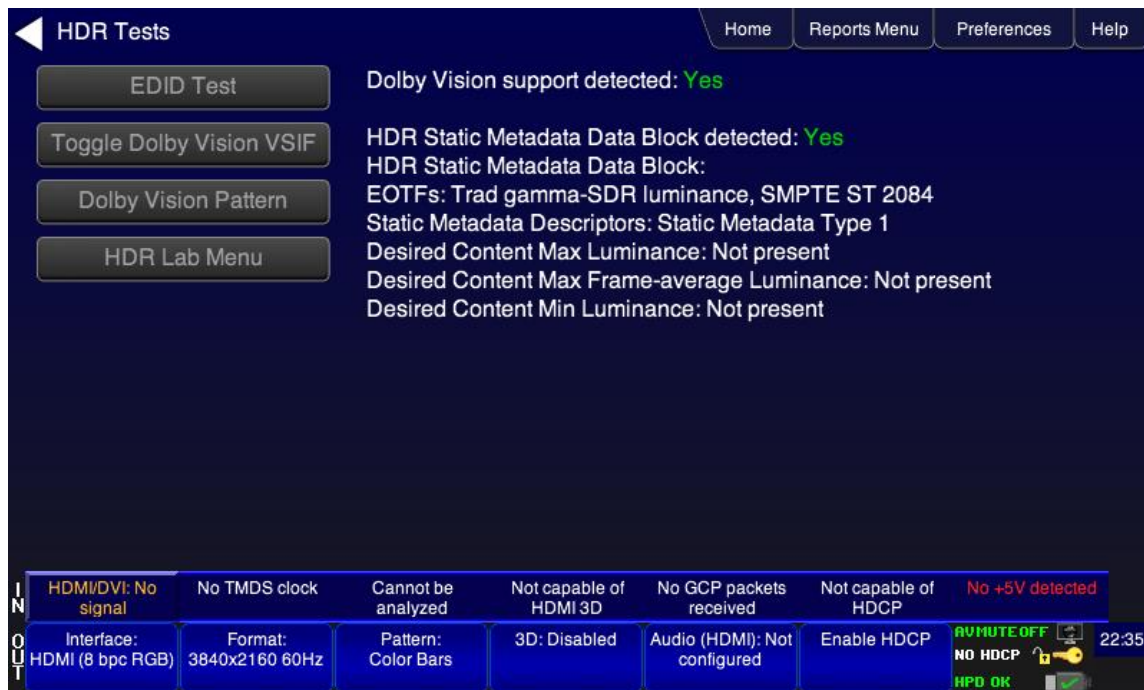 HDR Tests
Home
Reports Menu
Preferences
Help
EDID Test
Toggle Dolby Vision VSIF
Dolby Vision Pattern
HDR Lab Menu
Dolby Vision support detected: Yes
HDR Static Metadata Data Block detected: Yes
HDR Static Metadata Data Block:
EOTFs: Trad gamma-SDR luminance, SMPTE ST 2084
Static Metadata Descriptors: Static Metadata Type 1
Desired Content Max Luminance: Not present
Desired Content Max Frame-average Luminance: Not present
Desired Content Min Luminance: Not present
IN
HDMI/DVI: No
signal
No TMDS clock
Cannot be
analyzed
Not capable of
HDMI 3D
No GCP packets
received
Not capable of
HDCP
No +5V detected
OUT
Interface:
HDMI (8 bpc RGB)
Format:
3840x2160 60Hz
Pattern:
Color Bars
3D: Disabled
Audio (HDMI): Not
configured
Enable HDCP
AVMUTEOFF
NO HDCP
HPD OK
22:35